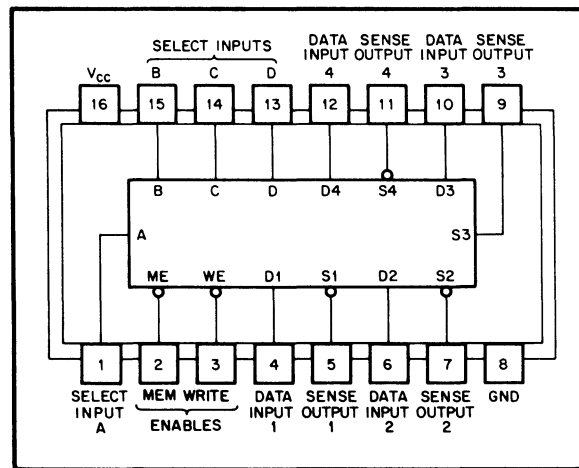 SELECT INPUTS
DATA SENSE DATA SENSE
INPUT OUTPUT INPUT OUTPUT
VCC B C D 4 4 3 3
16 15 14 13 12 11 10 9
B C D D4 S4 D3
A S3
ME WE D1 S1 D2 S2
1 2 3 4 5 6 7 8
SELECT MEM WRITE DATA SENSE DATA SENSE GND
INPUT INPUT OUTPUT INPUT OUTPUT
A ENABLES 1 1 2 2